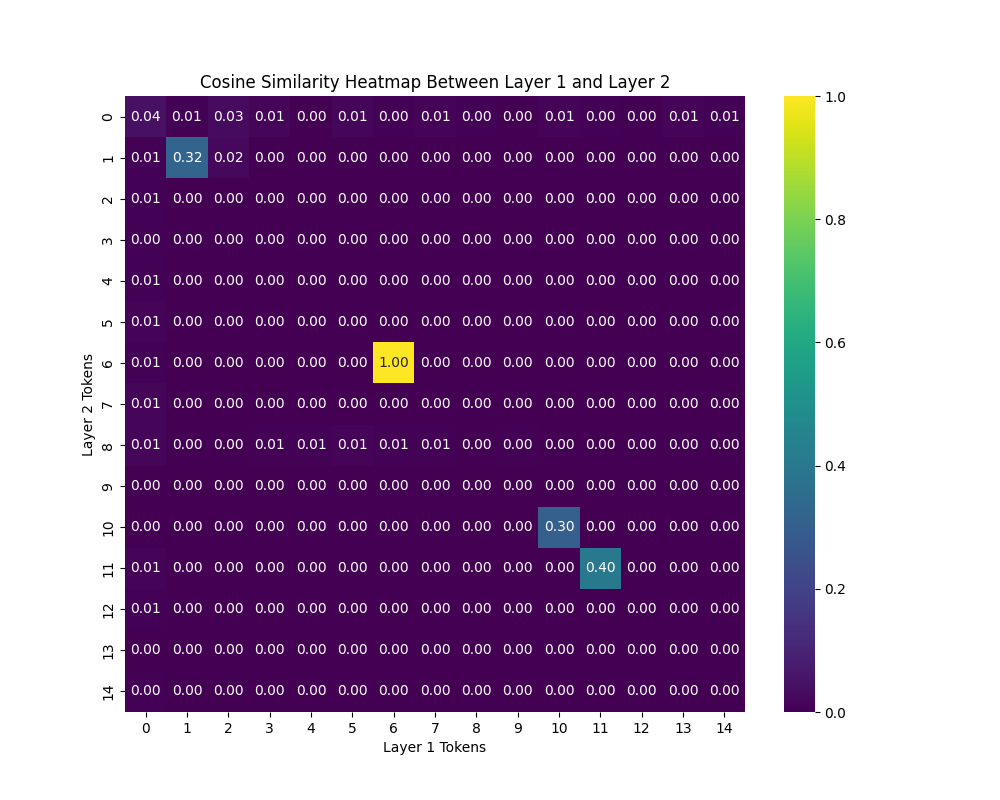 Cosine Similarity Heatmap Between Layer 1 and Layer 2
0 0.04 0.01 0.03 0.01 0.00 0.01 0.00 0.01 0.00 0.00 0.01 0.00 0.00 0.01 0.01
1 0.01 0.32 0.02 0.00 0.00 0.00 0.00 0.00 0.00 0.00 0.00 0.00 0.00 0.00 0.00
2 0.01 0.00 0.00 0.00 0.00 0.00 0.00 0.00 0.00 0.00 0.00 0.00 0.00 0.00 0.00
3 0.00 0.00 0.00 0.00 0.00 0.00 0.00 0.00 0.00 0.00 0.00 0.00 0.00 0.00 0.00
4 0.01 0.00 0.00 0.00 0.00 0.00 0.00 0.00 0.00 0.00 0.00 0.00 0.00 0.00 0.00
5 0.01 0.00 0.00 0.00 0.00 0.00 0.00 0.00 0.00 0.00 0.00 0.00 0.00 0.00 0.00
6 0.01 0.00 0.00 0.00 0.00 0.00 1.00 0.00 0.00 0.00 0.00 0.00 0.00 0.00 0.00
7 0.01 0.00 0.00 0.00 0.00 0.00 0.00 0.00 0.00 0.00 0.00 0.00 0.00 0.00 0.00
8 0.01 0.00 0.00 0.01 0.01 0.01 0.01 0.01 0.00 0.00 0.00 0.00 0.00 0.00 0.00
9 0.00 0.00 0.00 0.00 0.00 0.00 0.00 0.00 0.00 0.00 0.00 0.00 0.00 0.00 0.00
10 0.00 0.00 0.00 0.00 0.00 0.00 0.00 0.00 0.00 0.00 0.30 0.00 0.00 0.00 0.00
11 0.01 0.00 0.00 0.00 0.00 0.00 0.00 0.00 0.00 0.00 0.00 0.40 0.00 0.00 0.00
12 0.01 0.00 0.00 0.00 0.00 0.00 0.00 0.00 0.00 0.00 0.00 0.00 0.00 0.00 0.00
13 0.00 0.00 0.00 0.00 0.00 0.00 0.00 0.00 0.00 0.00 0.00 0.00 0.00 0.00 0.00
14 0.00 0.00 0.00 0.00 0.00 0.00 0.00 0.00 0.00 0.00 0.00 0.00 0.00 0.00 0.00
0 1 2 3 4 5 6 7 8 9 10 11 12 13 14
Layer 1 Tokens
Layer 2 Tokens
1.0
0.8
0.6
0.4
0.2
0.0